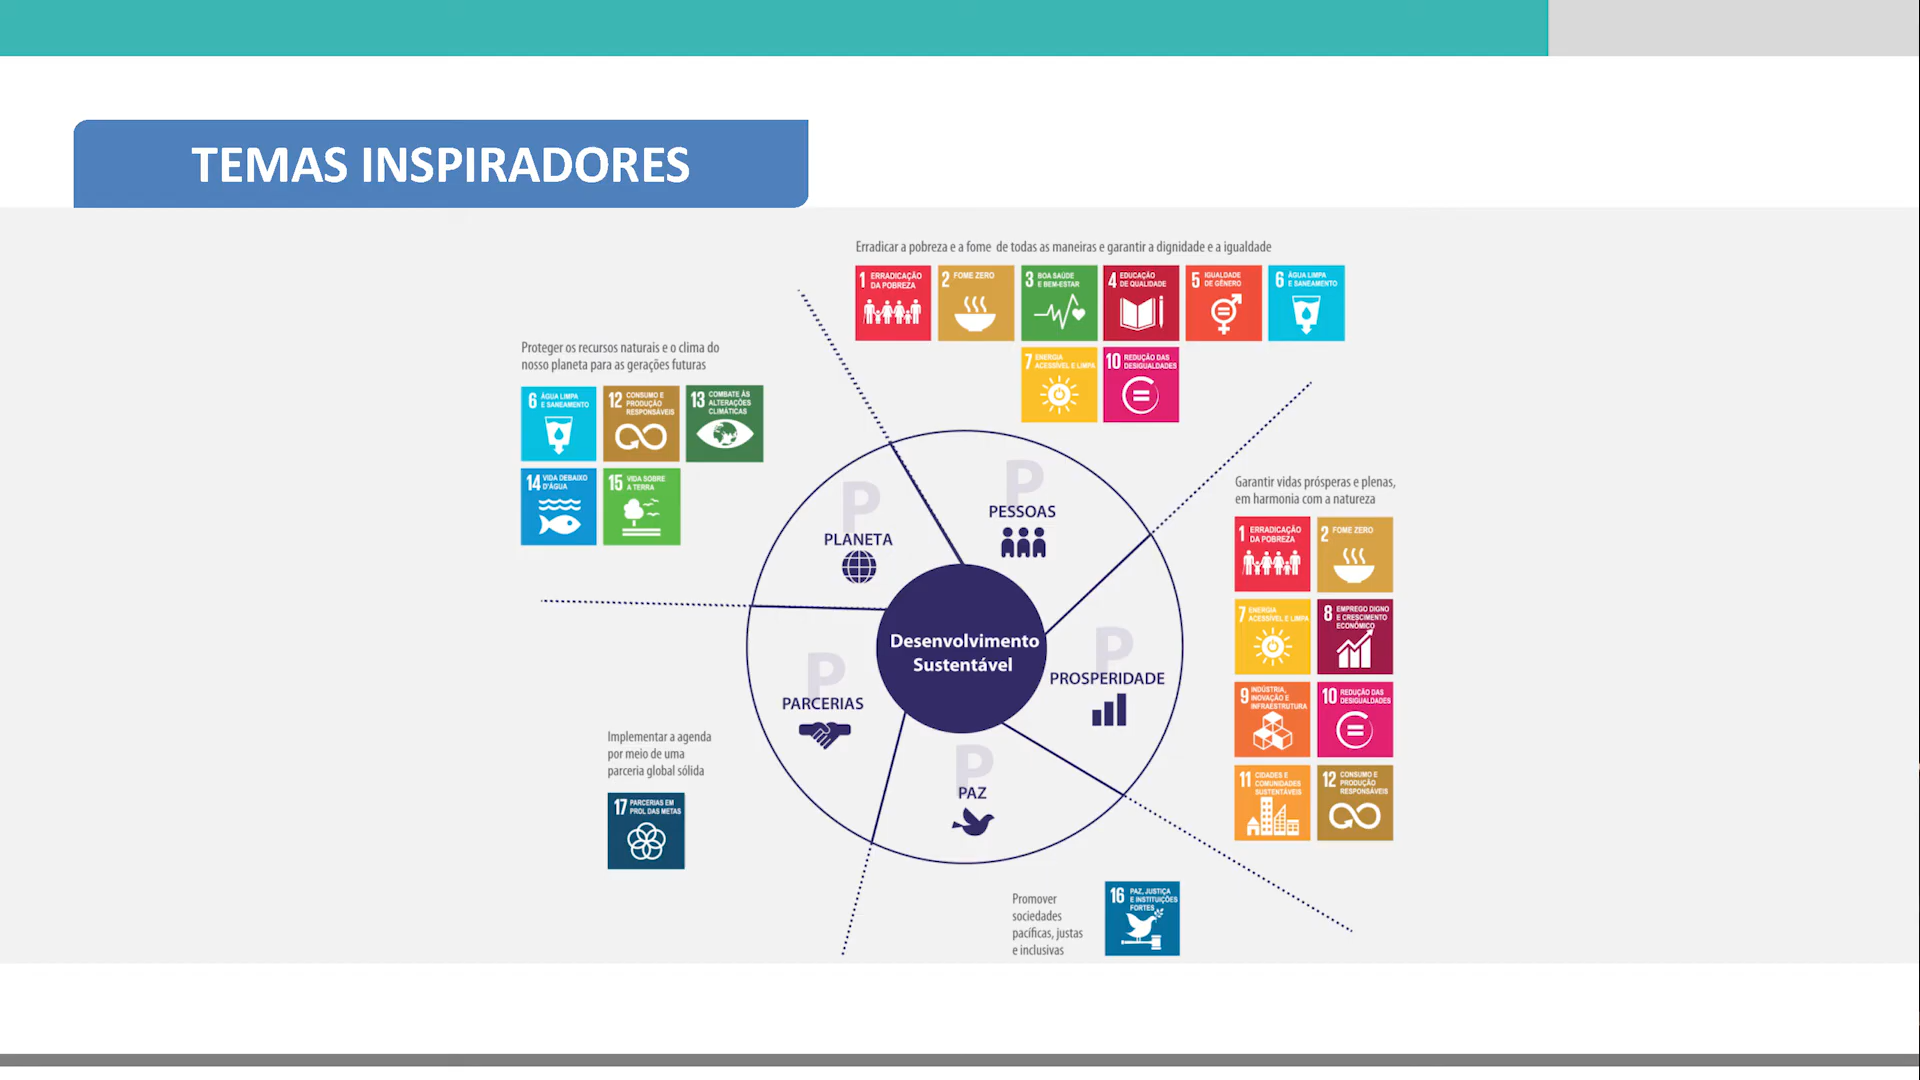 TEMAS INSPIRADORES
Erradicar a pobreza e a fome de todas as maneiras e garantir a dignidade e a igualdade
1 ERRADICAÇÃO
DA POBREZA
2 FOME ZERO
3 BOA SAÚDE
E BEM-ESTAR
4 EDUCAÇÃO
DE QUALIDADE
5 IGUALDADE
DE GÊNERO
6 ÁGUA LIMPA
E SANEAMENTO
7 ENERGIA
ACESSÍVEL E LIMPA
10 REDUÇÃO DAS
DESIGUALDADES
Proteger os recursos naturais e o clima do
nosso planeta para as gerações futuras
6 ÁGUA LIMPA
E SANEAMENTO
12 CONSUMO E
PRODUÇÃO
RESPONSÁVEIS
13 COMBATE ÀS
ALTERAÇÕES
CLIMÁTICAS
14 VIDA DEBAIXO
D'ÁGUA
15 VIDA SOBRE
A TERRA
P
PESSOAS
P
PLANETA
Desenvolvimento
Sustentável
P
PROSPERIDADE
P
PARCERIAS
P
PAZ
Garantir vidas prósperas e plenas,
em harmonia com a natureza
1 ERRADICAÇÃO
DA POBREZA
2 FOME ZERO
7 ENERGIA
ACESSÍVEL E LIMPA
8 EMPREGO DIGNO
E CRESCIMENTO
ECONÔMICO
9 INDÚSTRIA,
INOVAÇÃO E
INFRAESTRUTURA
10 REDUÇÃO DAS
DESIGUALDADES
11 CIDADES E
COMUNIDADES
SUSTENTÁVEIS
12 CONSUMO E
PRODUÇÃO
RESPONSÁVEIS
Implementar a agenda
por meio de uma
parceria global sólida
17 PARCERIAS EM
PROL DAS METAS
Promover
sociedades
pacíficas, justas
e inclusivas
16 PAZ, JUSTIÇA
E INSTITUIÇÕES
FORTES